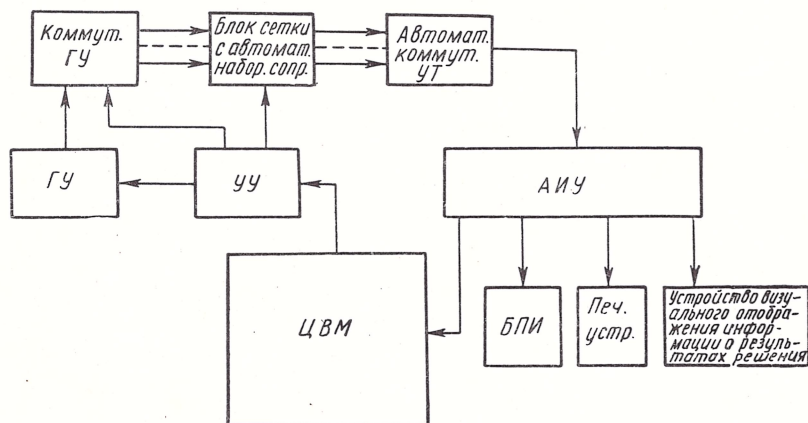 Коммут.
ГУ
Блок сетки
с автомат.
набор. сопр.
Автомат.
коммут.
УТ
ГУ
УУ
АИУ
ЦВМ
БПИ
Печ.
устр.
Устройство визу-
ального отобра-
жения инфор-
мации о резуль-
татах решения